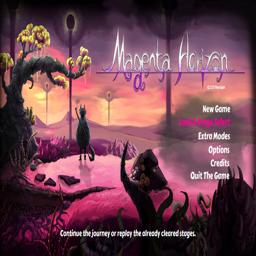 Magenta Horizon
New Game
Extra Modes
Options
Credits
Quit The Game
Continue the journey or replay the already cleared stages.